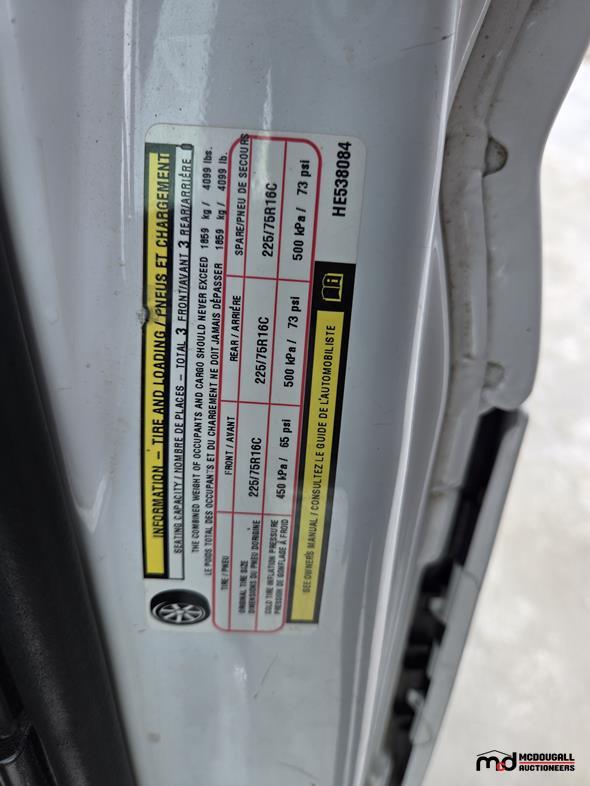 INFORMATION – TIRE AND LOADING / PNEUS ET CHARGEMENT
SEATING CAPACITY / NOMBRE DE PLACES – TOTAL 3 FRONT/AVANT 3 REAR/ARRIÈRE 0
THE COMBINED WEIGHT OF OCCUPANTS AND CARGO SHOULD NEVER EXCEED 1859 kg / 4099 lbs.
LE POIDS TOTAL DES OCCUPANTS ET DU CHARGEMENT NE DOIT JAMAIS DÉPASSER 1859 kg / 4099 lb.
TIRE / PNEU FRONT / AVANT REAR / ARRIÈRE SPARE/PNEU DE SECOURS
ORIGINAL TIRE SIZE
DIMENSIONS DU PNEU D'ORIGINE
225/75R16C 225/75R16C 225/75R16C
COLD TIRE INFLATION PRESSURE
PRESSION DE GONFLAGE À FROID
450 kPa / 65 psi 500 kPa / 73 psi 500 kPa / 73 psi
SEE OWNERS MANUAL / CONSULTEZ LE GUIDE DE L'AUTOMOBILISTE
HE538084
md MCDOUGALL
AUCTIONEERS